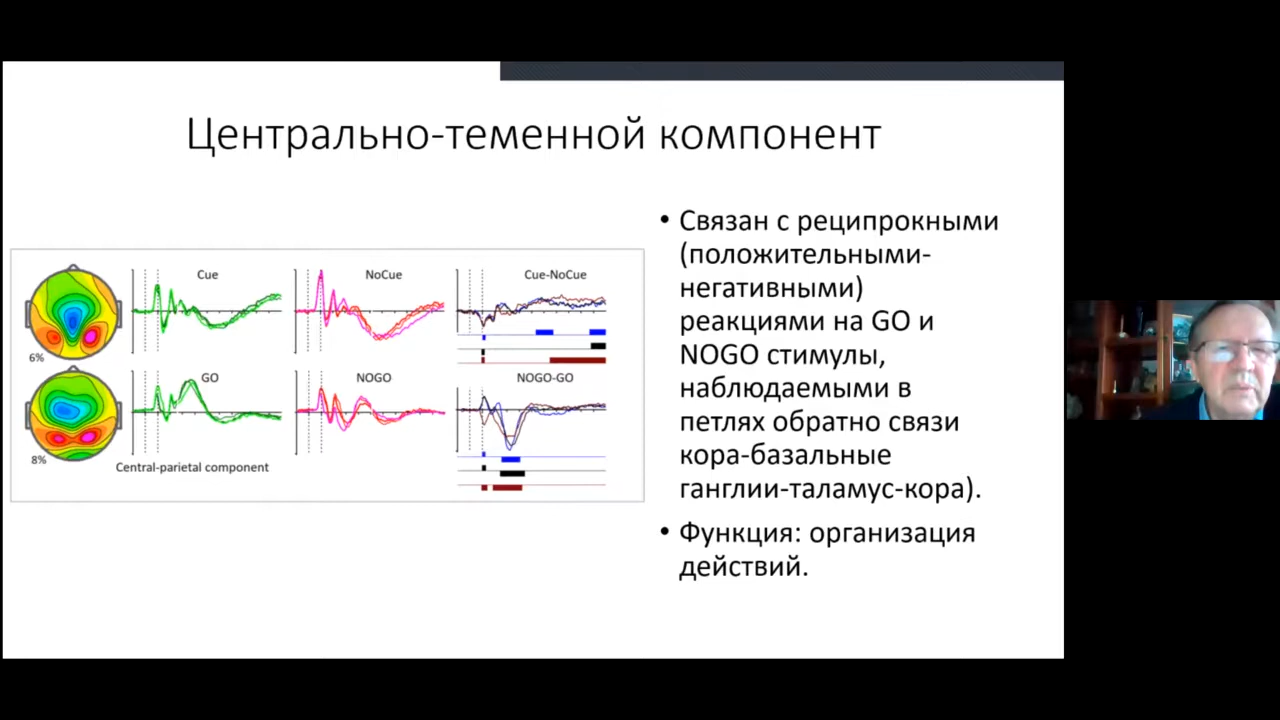 Центрально-теменной компонент
Cue
NoCue
Cue-NoCue
6%
GO
NOGO
NOGO-GO
8%
Central-parietal component
• Связан с реципрокными
(положительными-
негативными)
реакциями на GO и
NOGO стимулы,
наблюдаемыми в
петлях обратно связи
кора-базальные
ганглии-таламус-кора).
• Функция: организация
действий.